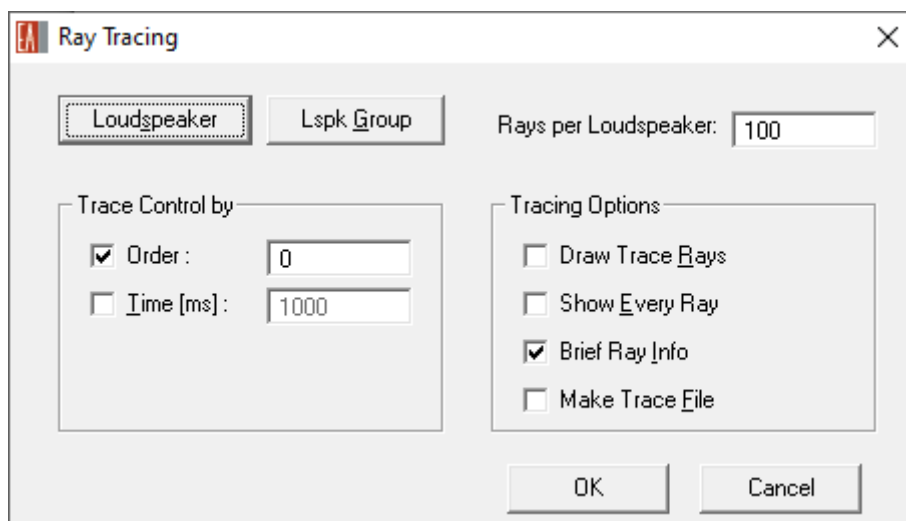 EA Ray Tracing
Loudspeaker Lspk Group Rays per Loudspeaker: 100
Trace Control by
Order : 0
Time [ms] : 1000
Tracing Options
Draw Trace Rays
Show Every Ray
Brief Ray Info
Make Trace File
OK Cancel